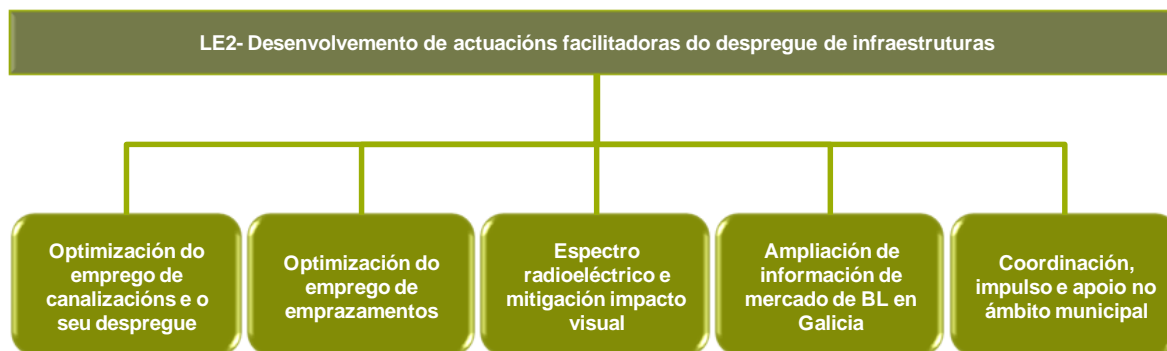 LE2- Desenvolvemento de actuacións facilitadoras do despregue de infraestruturas
Optimización do
emprego de
canalizacións e o
seu despregue
Optimización do
emprego de
emprazamentos
Espectro
radioeléctrico e
mitigación impacto
visual
Ampliación de
información de
mercado de BL en
Galicia
Coordinación,
impulso e apoio no
ámbito municipal